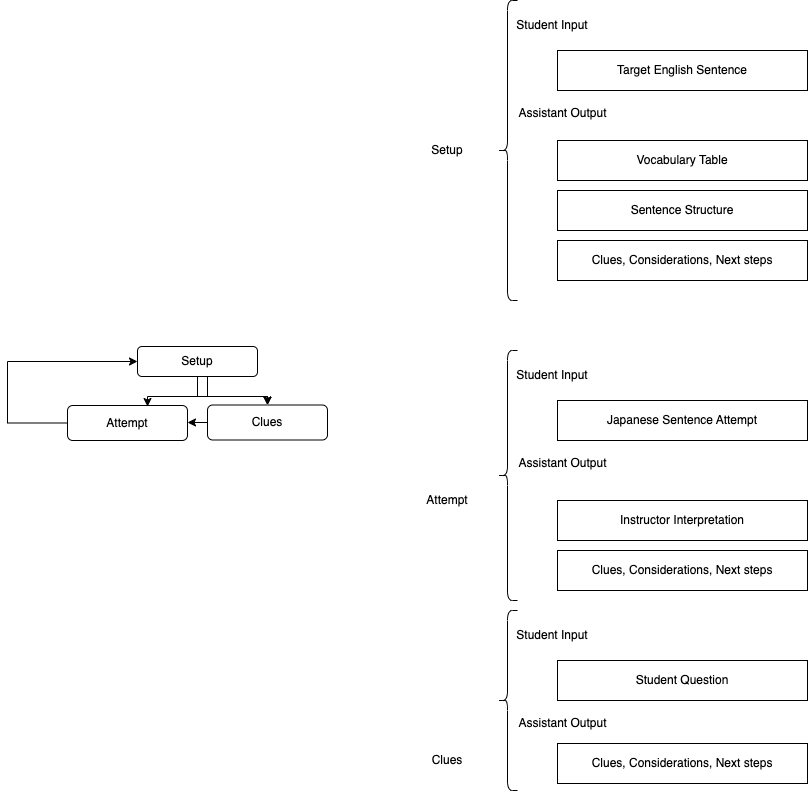 Setup
Attempt
Clues
Setup
Student Input
Target English Sentence
Assistant Output
Vocabulary Table
Sentence Structure
Clues, Considerations, Next steps
Attempt
Student Input
Japanese Sentence Attempt
Assistant Output
Instructor Interpretation
Clues, Considerations, Next steps
Clues
Student Input
Student Question
Assistant Output
Clues, Considerations, Next steps